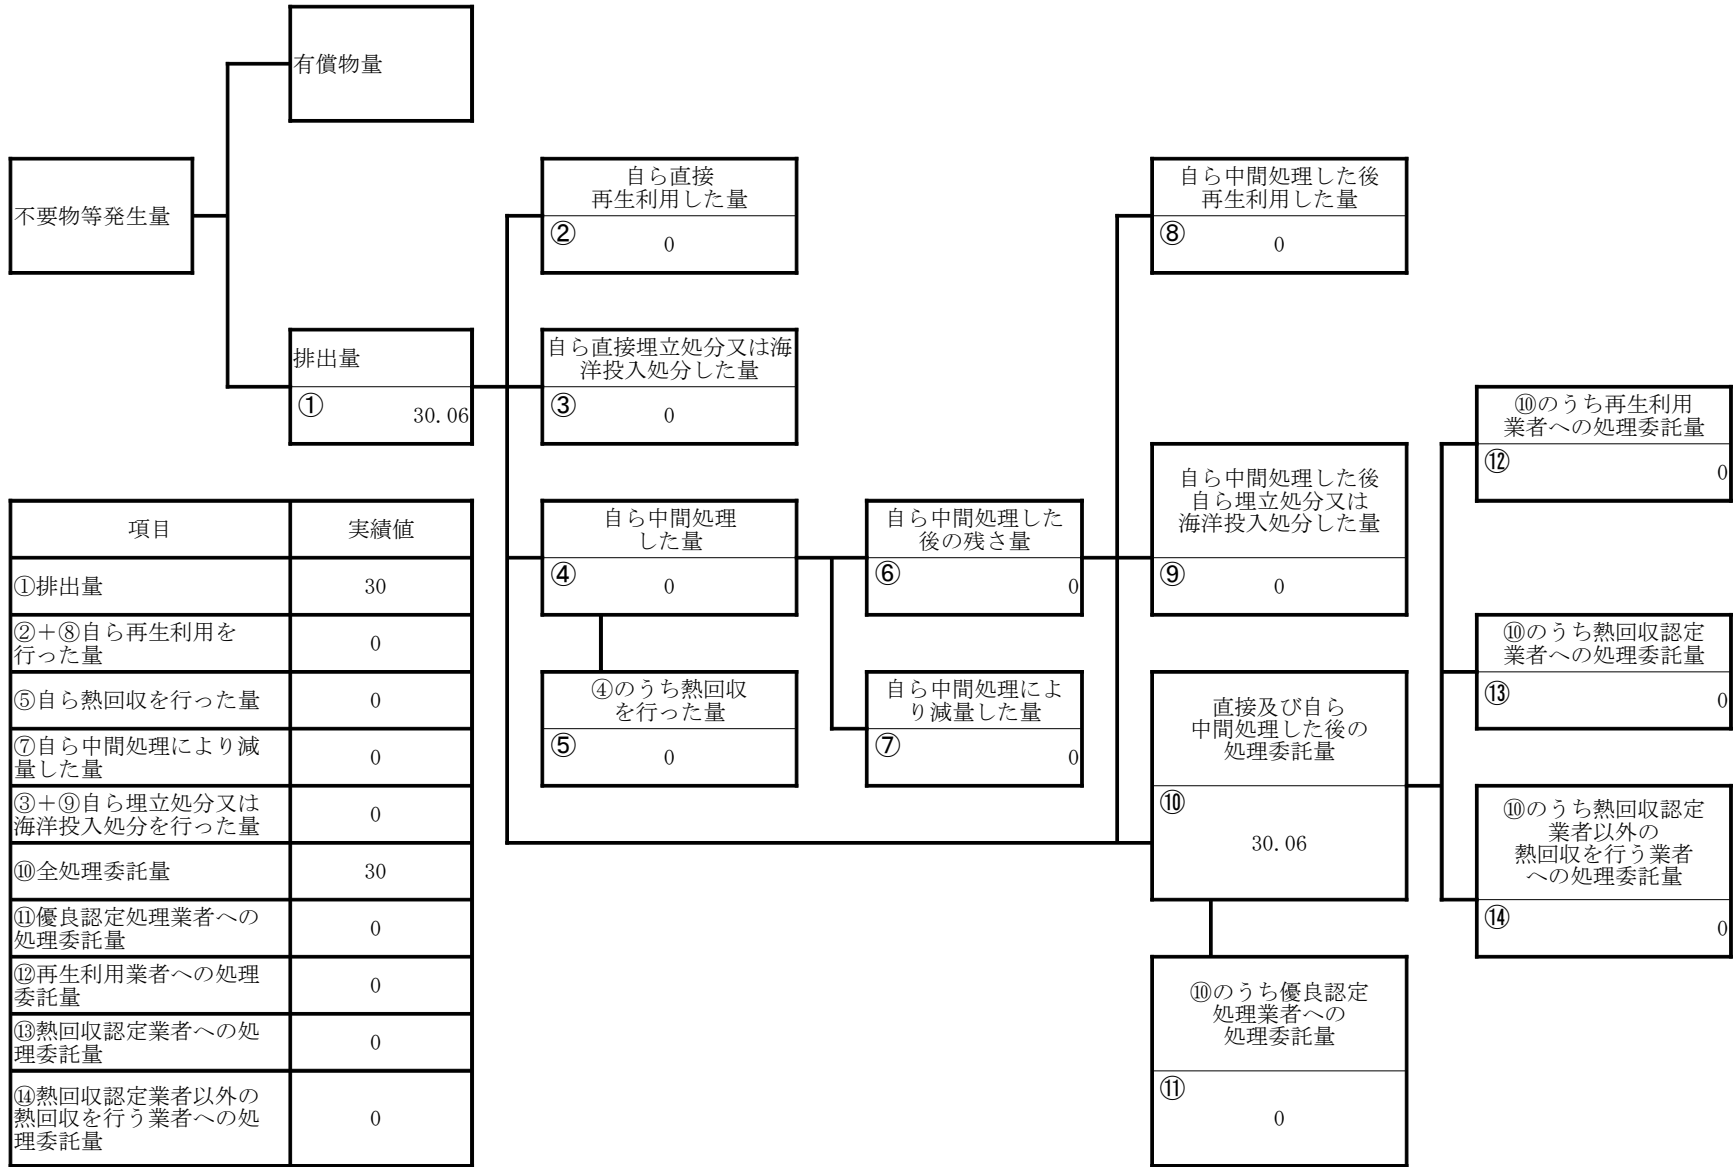 有償物量
不要物等発生量
排出量
①
30.06
自ら直接
再生利用した量
②
0
自ら直接埋立処分又は海
洋投入処分した量
③
0
自ら中間処理
した量
④
0
④のうち熱回収
を行った量
⑤
0
自ら中間処理した
後の残さ量
⑥
0
自ら中間処理によ
り減量した量
⑦
0
自ら中間処理した後
再生利用した量
⑧
0
自ら中間処理した後
自ら埋立処分又は
海洋投入処分した量
⑨
0
直接及び自ら
中間処理した後の
処理委託量
⑩
30.06
⑩のうち優良認定
処理業者への
処理委託量
⑪
0
⑩のうち再生利用
業者への処理委託量
⑫
0
⑩のうち熱回収認定
業者への処理委託量
⑬
0
⑩のうち熱回収認定
業者以外の
熱回収を行う業者
への処理委託量
⑭
0
項目 実績値
①排出量 30
②+⑧自ら再生利用を
行った量 0
⑤自ら熱回収を行った量 0
⑦自ら中間処理により減
量した量 0
③+⑨自ら埋立処分又は
海洋投入処分を行った量 0
⑩全処理委託量 30
⑪優良認定処理業者への
処理委託量 0
⑫再生利用業者への処理
委託量 0
⑬熱回収認定業者への処
理委託量 0
⑭熱回収認定業者以外の
熱回収を行う業者への処
理委託量 0